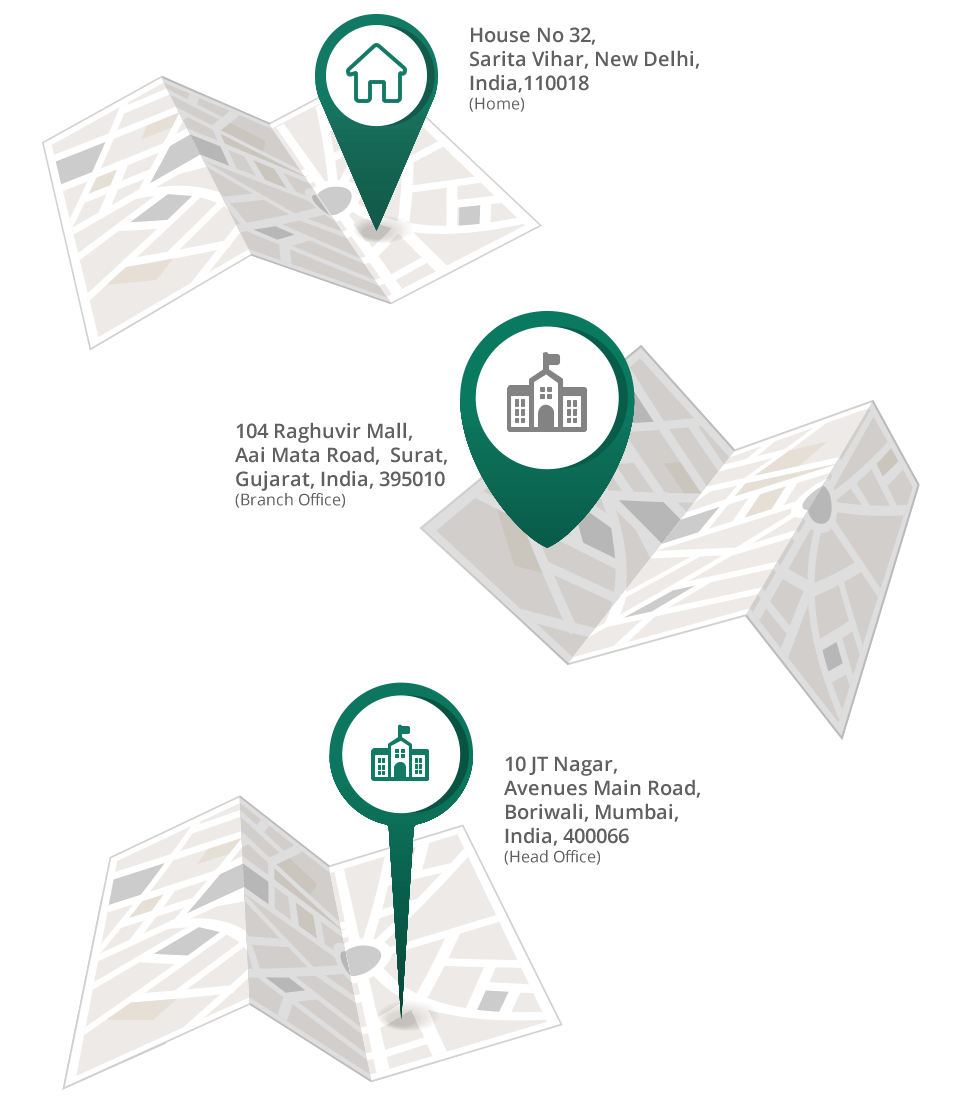 House No 32,
Sarita Vihar, New Delhi,
India,110018
(Home)
104 Raghuvir Mall,
Aai Mata Road,  Surat,
Gujarat, India, 395010
(Branch Office)
10 JT Nagar,
Avenues Main Road,
Boriwali, Mumbai,
India, 400066
(Head Office)